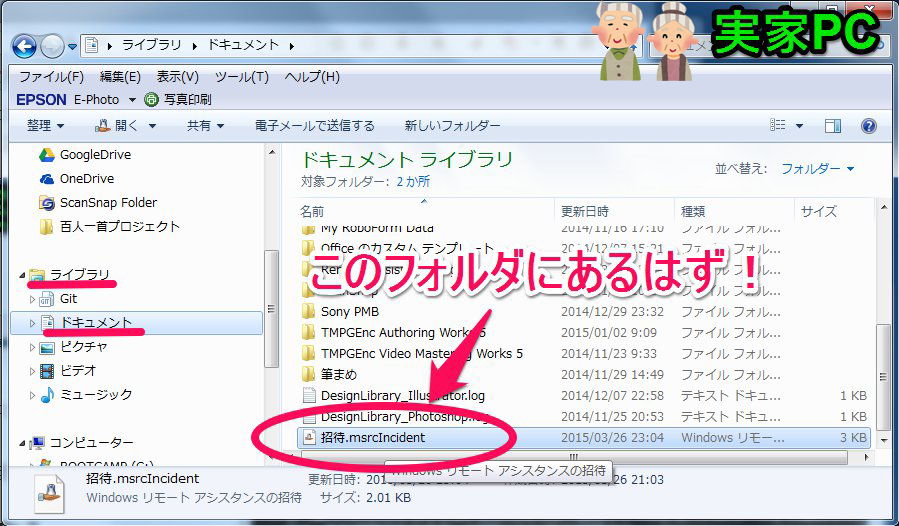 実家PC
ライブラリ ▸ ドキュメント ▸
ファイル(F) 編集(E) 表示(V) ツール(T) ヘルプ(H)
EPSON E-Photo 写真印刷
整理 開く 共有 電子メールで送信する 新しいフォルダー
GoogleDrive
OneDrive
ScanSnap Folder
百人一首プロジェクト
ライブラリ
Git
ドキュメント
ピクチャ
ビデオ
ミュージック
コンピューター
BOOTCAMP (C:)
ドキュメント ライブラリ
対象フォルダー: 2 か所
並べ替え: フォルダー
名前 更新日時 種類 サイズ
My RoboForm Data 2014/11/16 17:10 ファイル フォル...
Office のカスタム テンプレート 2014/12/07 15:21 ファイル フォル...
このフォルダにあるはず！
Sony PMB 2014/12/29 23:32 ファイル フォル...
TMPGEnc Authoring Works 5 2015/01/02 9:09 ファイル フォル...
TMPGEnc Video Mastering Works 5 2014/11/23 9:33 ファイル フォル...
筆まめ 2014/11/29 14:49 ファイル フォル...
DesignLibrary_Illustrator.log 2014/12/07 22:58 テキスト ドキュ... 1 KB
DesignLibrary_Photoshop.log 2014/11/25 20:53 テキスト ドキュ... 1 KB
招待.msrcIncident 2015/03/26 23:04 Windows リモー... 3 KB
Windows リモート アシスタンスの招待
招待.msrcIncident 更新日時: 21:03
Windows リモート アシスタンスの招待 サイズ: 2.01 KB